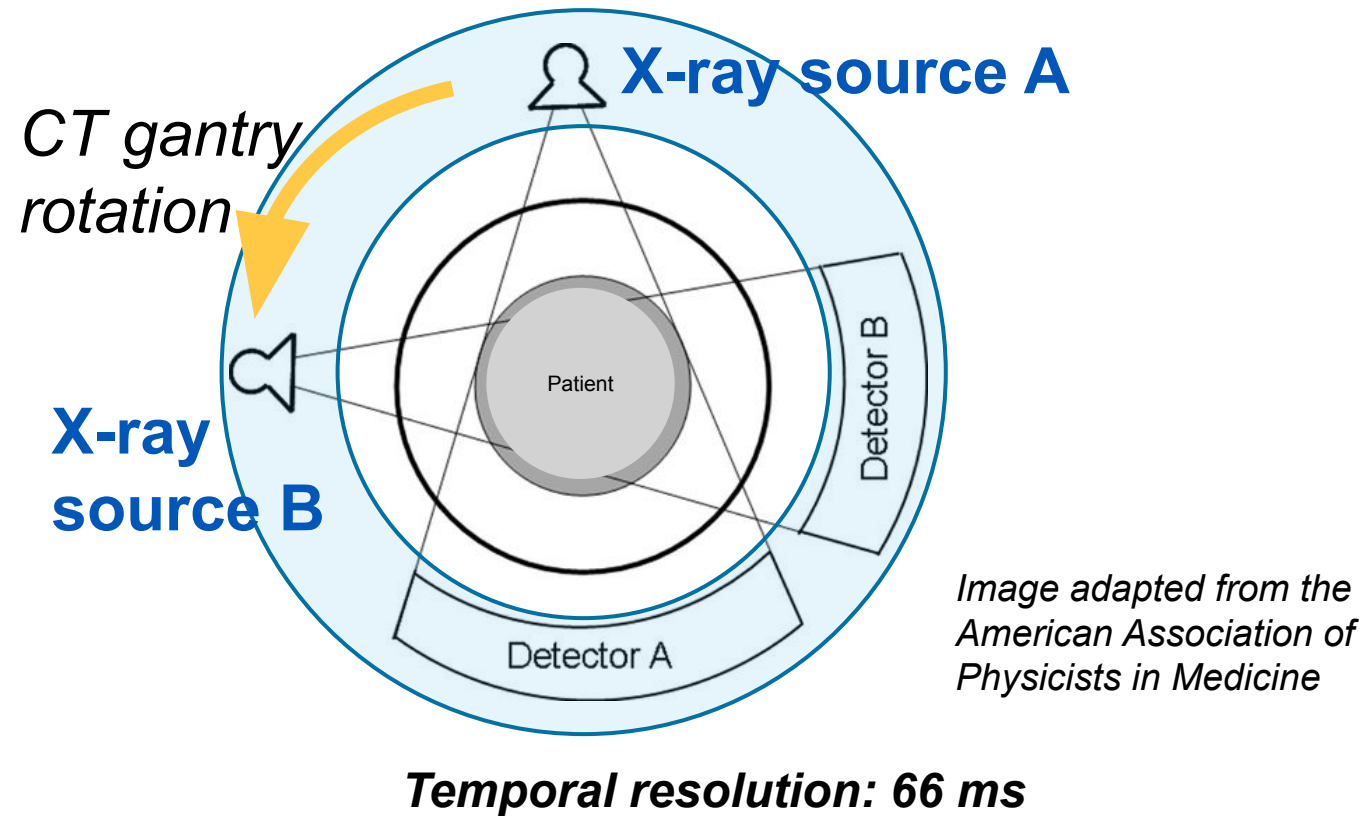 X-ray source A
CT gantry
rotation
Patient
Detector B
X-ray
source B
Detector A
Image adapted from the
American Association of
Physicists in Medicine
Temporal resolution: 66 ms